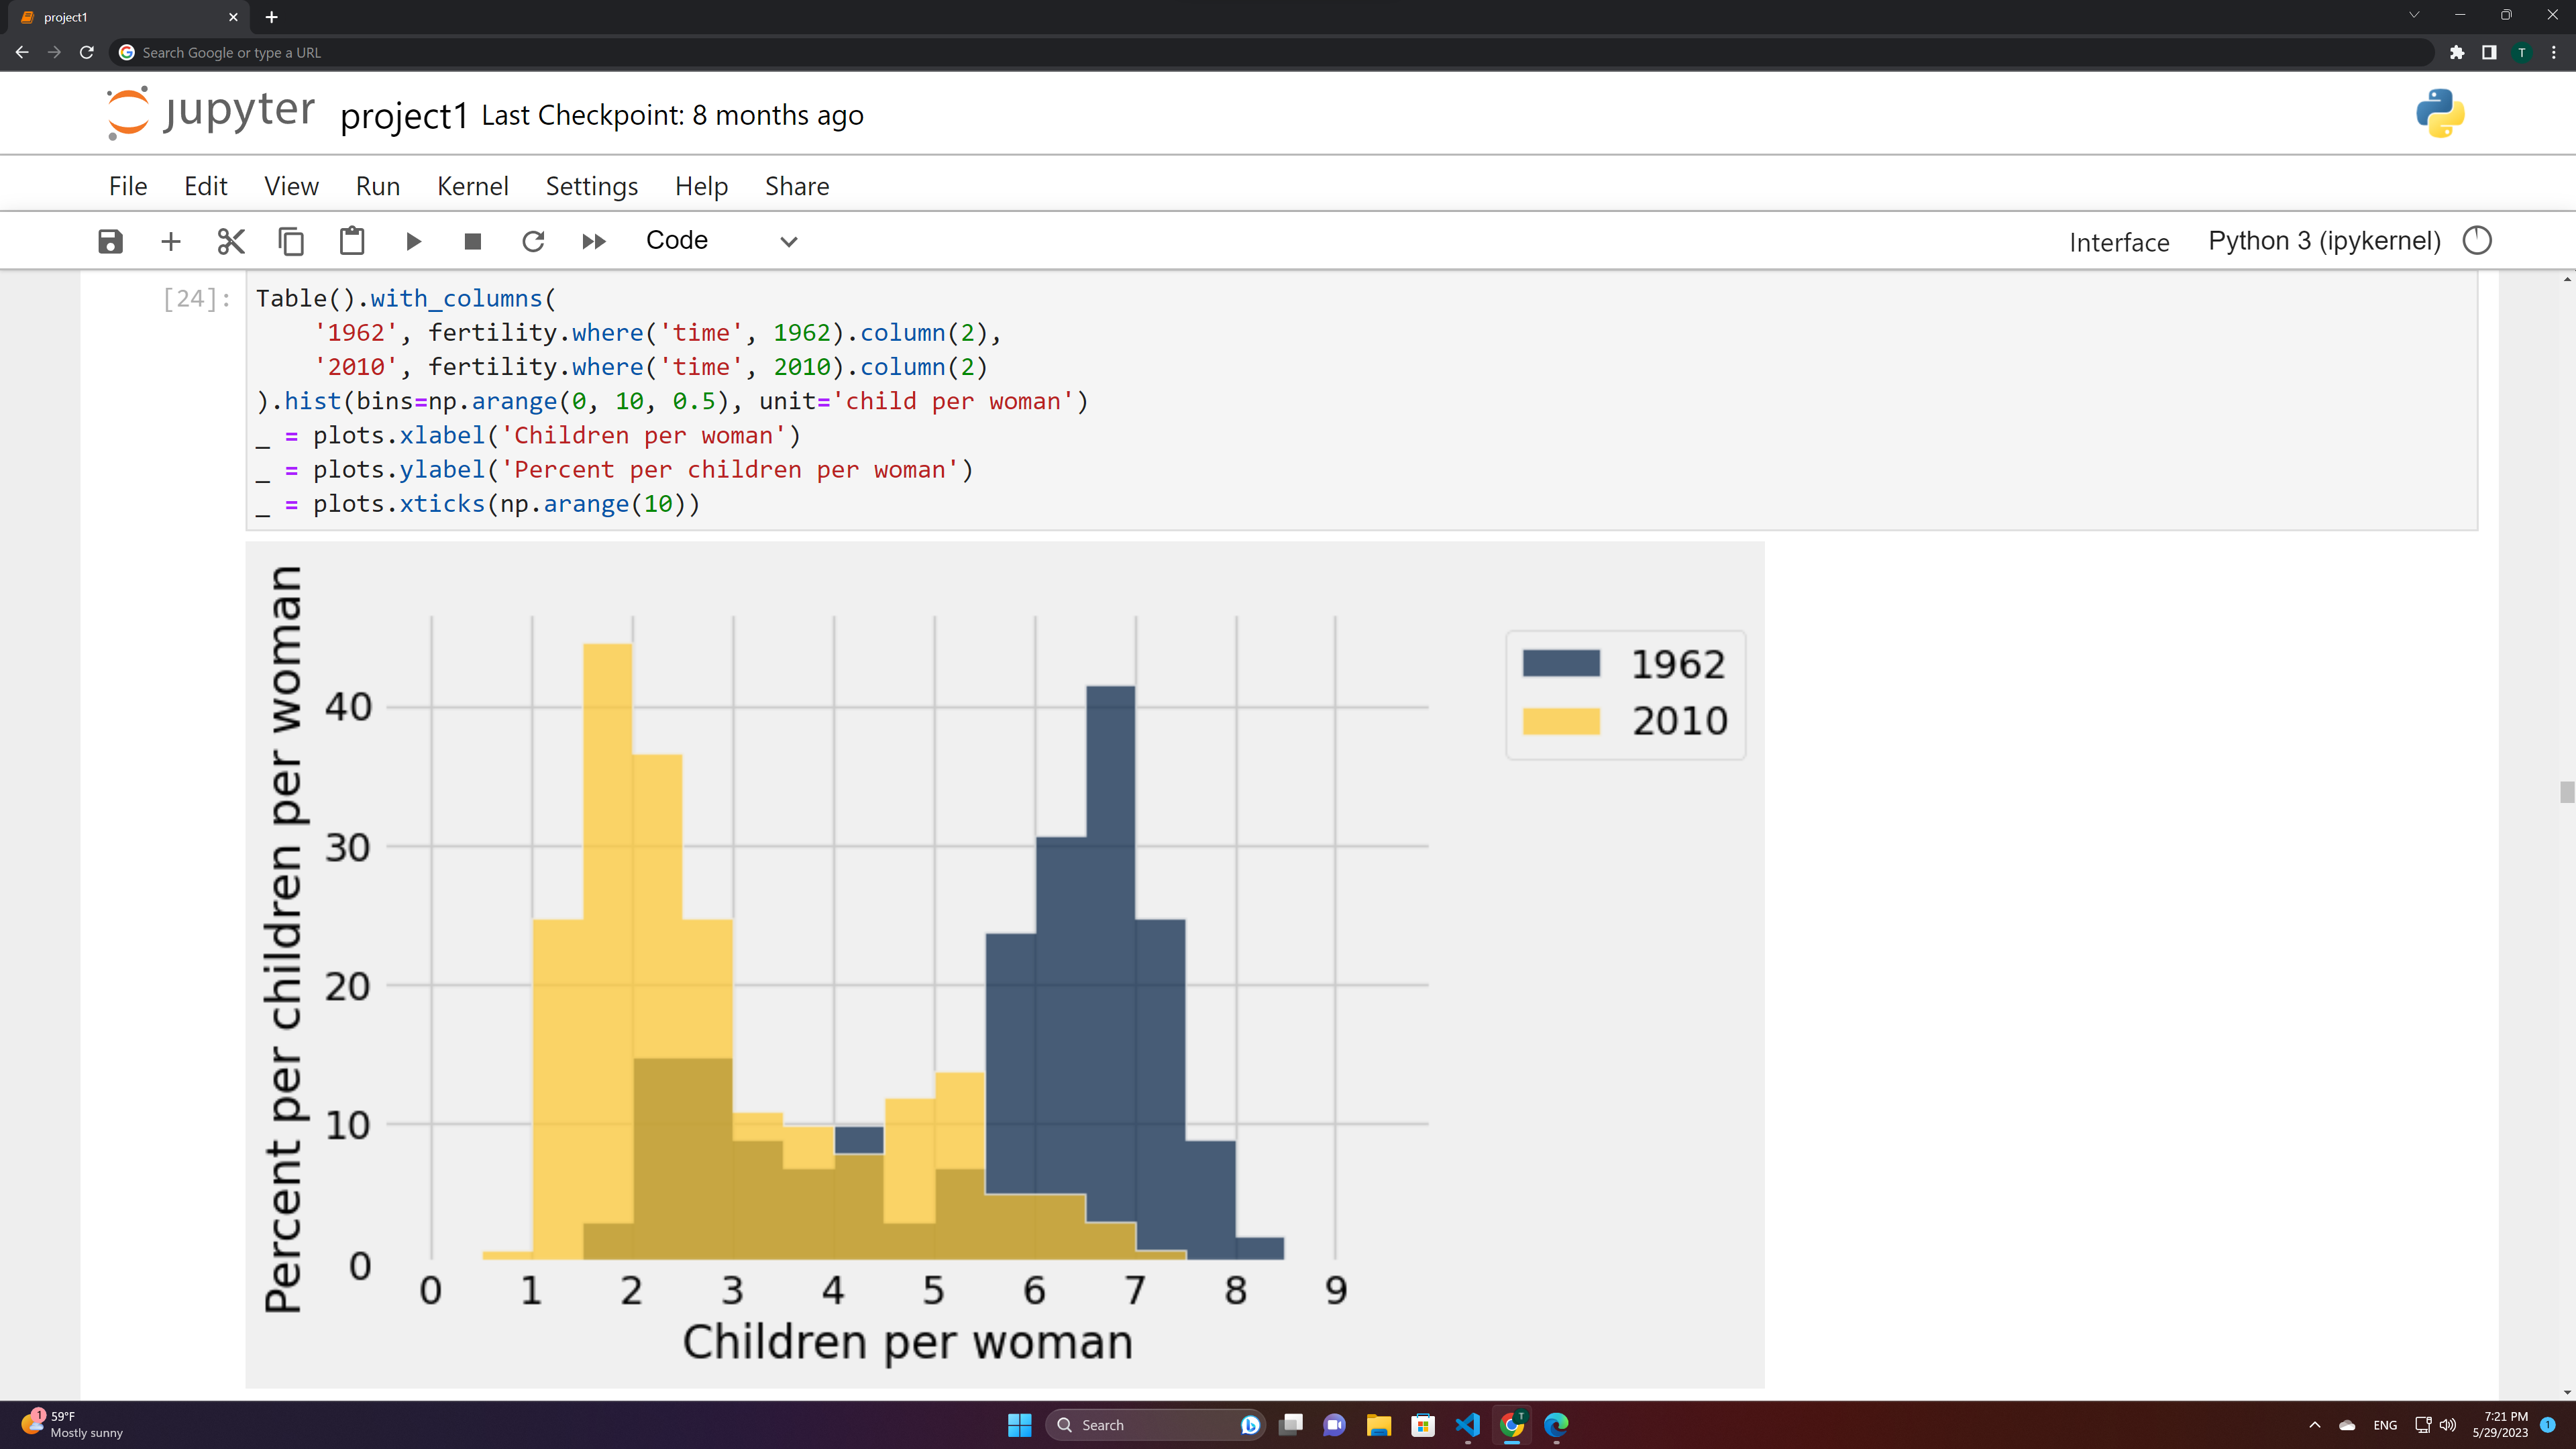 project1
Search Google or type a URL
T
jupyter project1 Last Checkpoint: 8 months ago
File Edit View Run Kernel Settings Help Share
Code Interface Python 3 (ipykernel)
[24]: Table().with_columns(
'1962', fertility.where('time', 1962).column(2),
'2010', fertility.where('time', 2010).column(2)
).hist(bins=np.arange(0, 10, 0.5), unit='child per woman')
_ = plots.xlabel('Children per woman')
_ = plots.ylabel('Percent per children per woman')
_ = plots.xticks(np.arange(10))
Percent per children per woman
40
30
20
10
0
0 1 2 3 4 5 6 7 8 9
Children per woman
1962
2010
1
59°F
Mostly sunny
Search
T
ENG
7:21 PM
5/29/2023
1